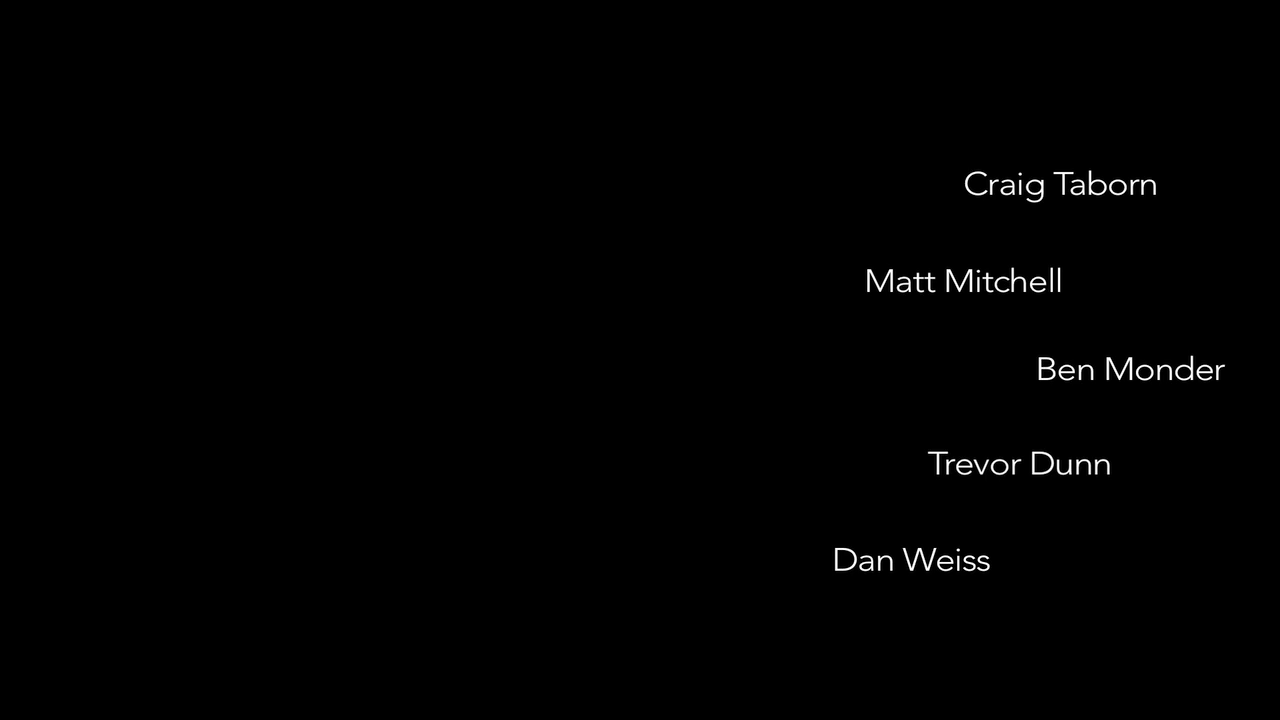 Craig Taborn
Matt Mitchell
Ben Monder
Trevor Dunn
Dan Weiss